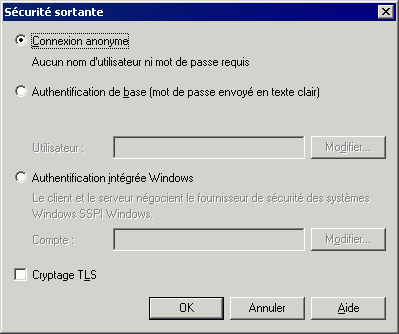 Sécurité sortante
Connexion anonyme
Aucun nom d'utilisateur ni mot de passe requis
Authentification de base (mot de passe envoyé en texte clair)
Utilisateur :
Modifier...
Authentification intégrée Windows
Le client et le serveur négocient le fournisseur de sécurité des systèmes
Windows SSPI Windows.
Compte :
Modifier...
Cryptage TLS
OK
Annuler
Aide